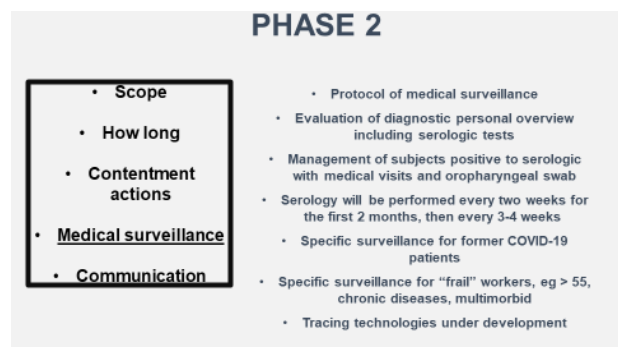 PHASE 2
• Scope
• How long
• Contentment
actions
• Medical surveillance
• Communication
• Protocol of medical surveillance
• Evaluation of diagnostic personal overview
including serologic tests
• Management of subjects positive to serologic
with medical visits and oropharyngeal swab
• Serology will be performed every two weeks for
the first 2 months, then every 3-4 weeks
• Specific surveillance for former COVID-19
patients
• Specific surveillance for “frail” workers, eg > 55,
chronic diseases, multimorbid
• Tracing technologies under development